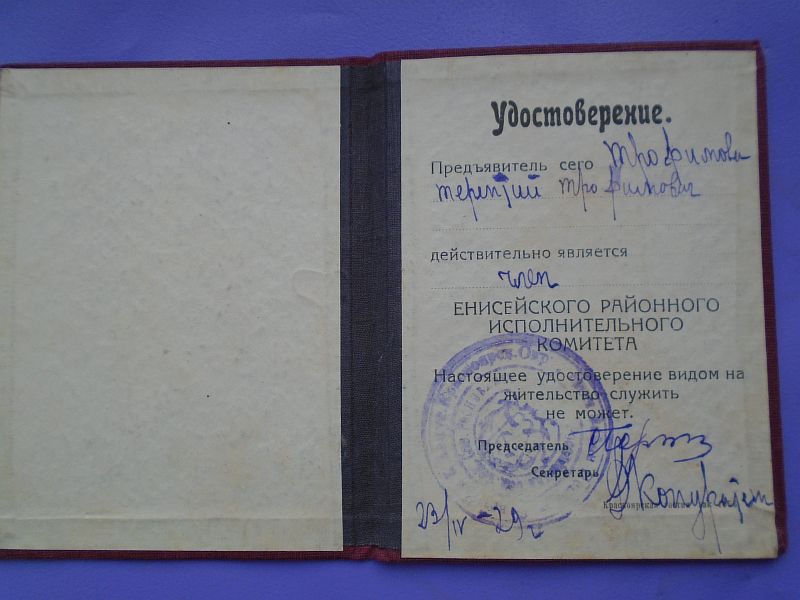 Удостоверение.
Предъявитель сего Трофимов
Терентий Трофимович
действительно является
член
ЕНИСЕЙСКОГО РАЙОННОГО
ИСПОЛНИТЕЛЬНОГО
КОМИТЕТА
Настоящее удостоверение видом на
жительство служить
не может.
Председатель
Секретарь
23/IV-29г